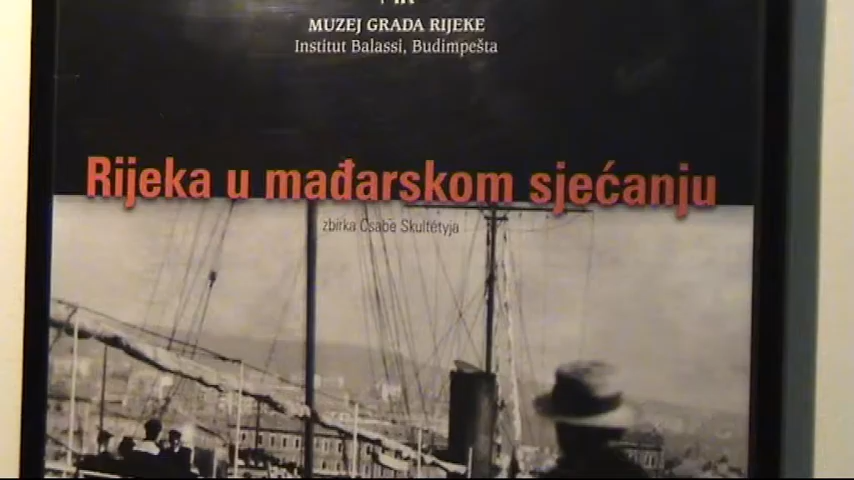 MUZEJ GRADA RIJEKE
Institut Balassi, Budimpešta
Rijeka u mađarskom sjećanju
zbirka Csabe Skultétyja